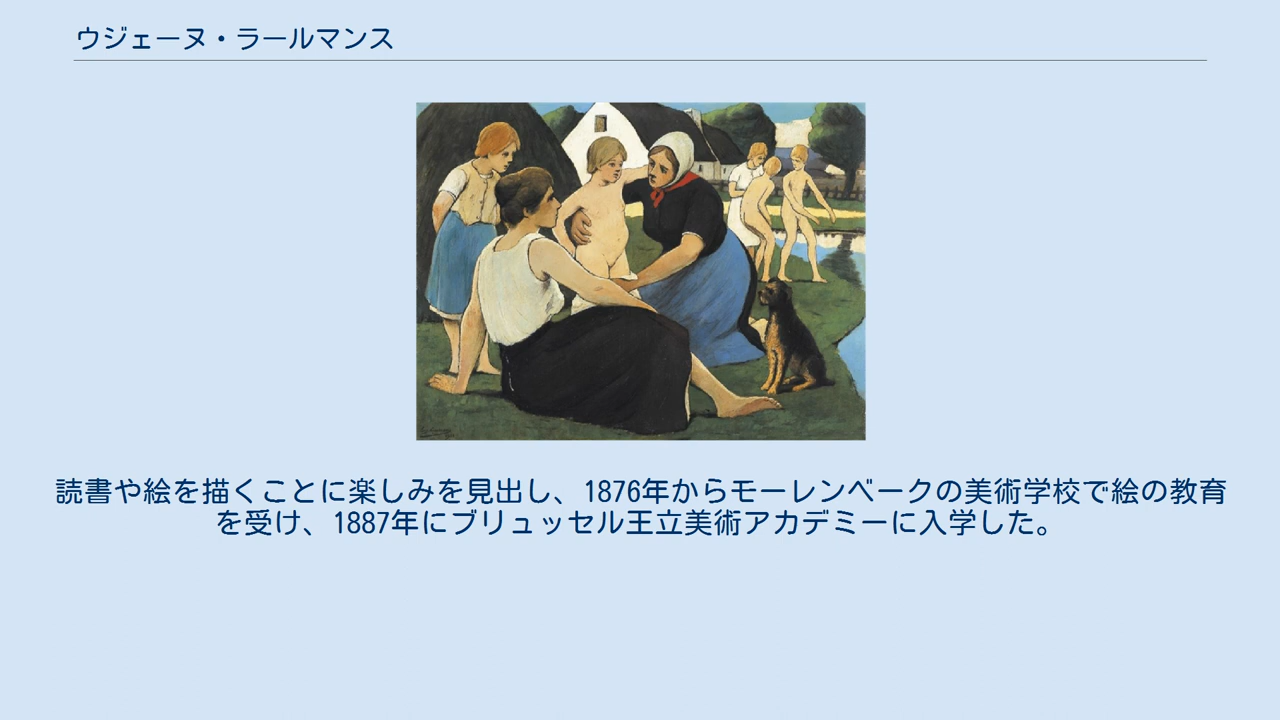 ウジェーヌ・ラールマンス
読書や絵を描くことに楽しみを見出し、1876年からモーレンベークの美術学校で絵の教育
を受け、1887年にブリュッセル王立美術アカデミーに入学した。